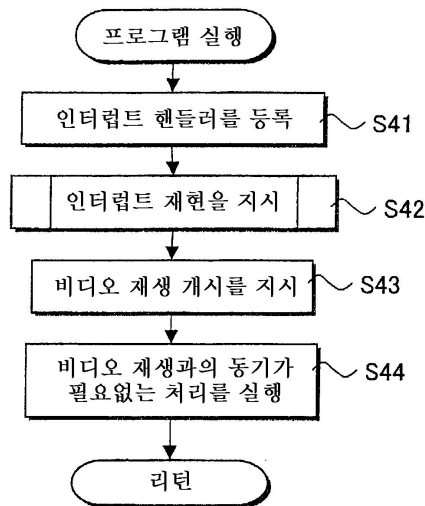 프로그램 실행
인터럽트 핸들러를 등록
S41
인터럽트 재현을 지시
S42
비디오 재생 개시를 지시
S43
비디오 재생과의 동기가
필요없는 처리를 실행
S44
리턴